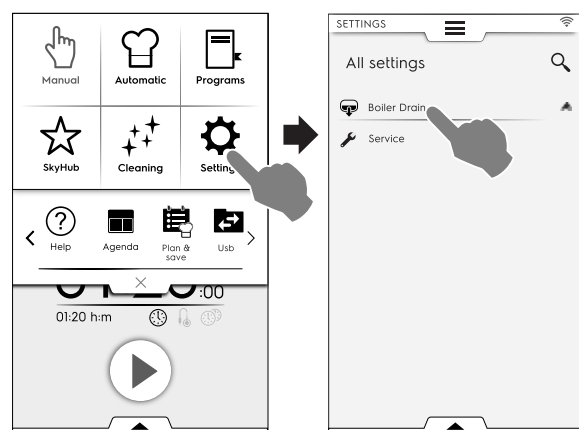 Manual Automatic Programs
SkyHub Cleaning Setting
Help Agenda Plan & save Usb
:00
01:20 h:m
SETTINGS
All settings
Boiler Drain
Service